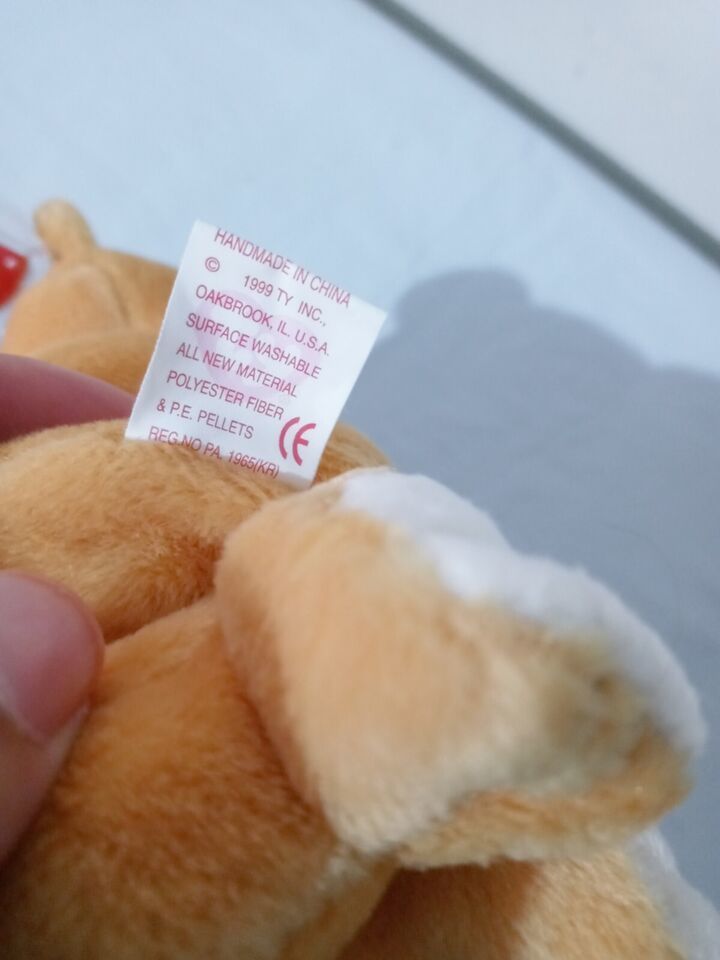 HANDMADE IN CHINA
© 1999 TY INC.,
OAKBROOK, IL U.S.A.
SURFACE WASHABLE
ALL NEW MATERIAL
POLYESTER FIBER
& P.E. PELLETS CE
REG.NO PA. 1965(KR)